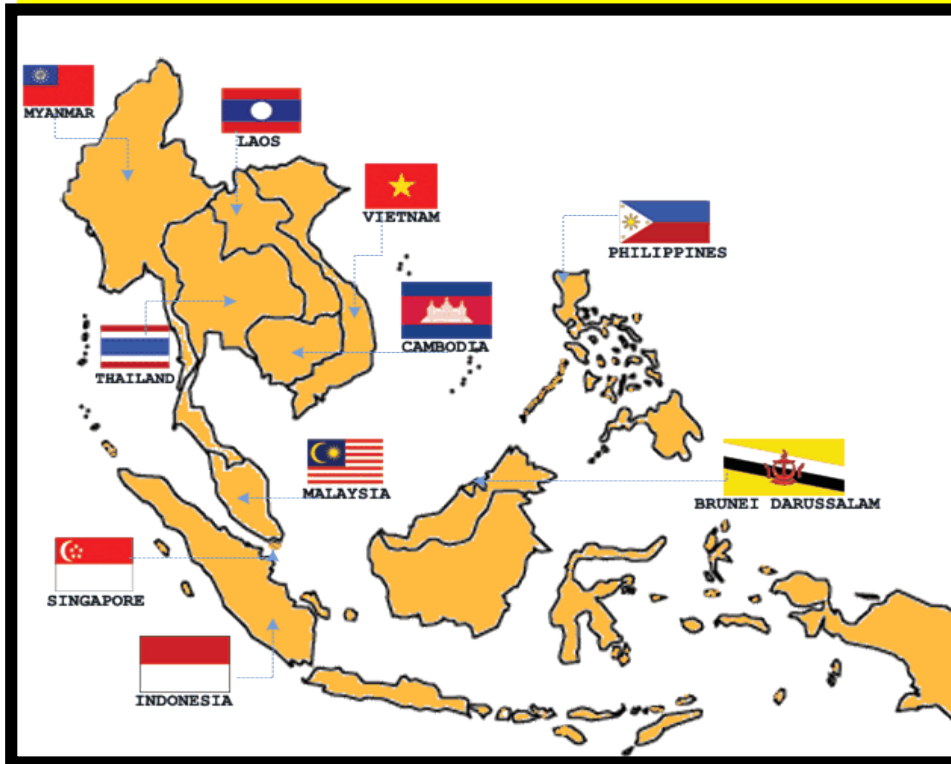 MYANMAR
LAOS
VIETNAM
PHILIPPINES
CAMBODIA
THAILAND
MALAYSIA
BRUNEI DARUSSALAM
SINGAPORE
INDONESIA